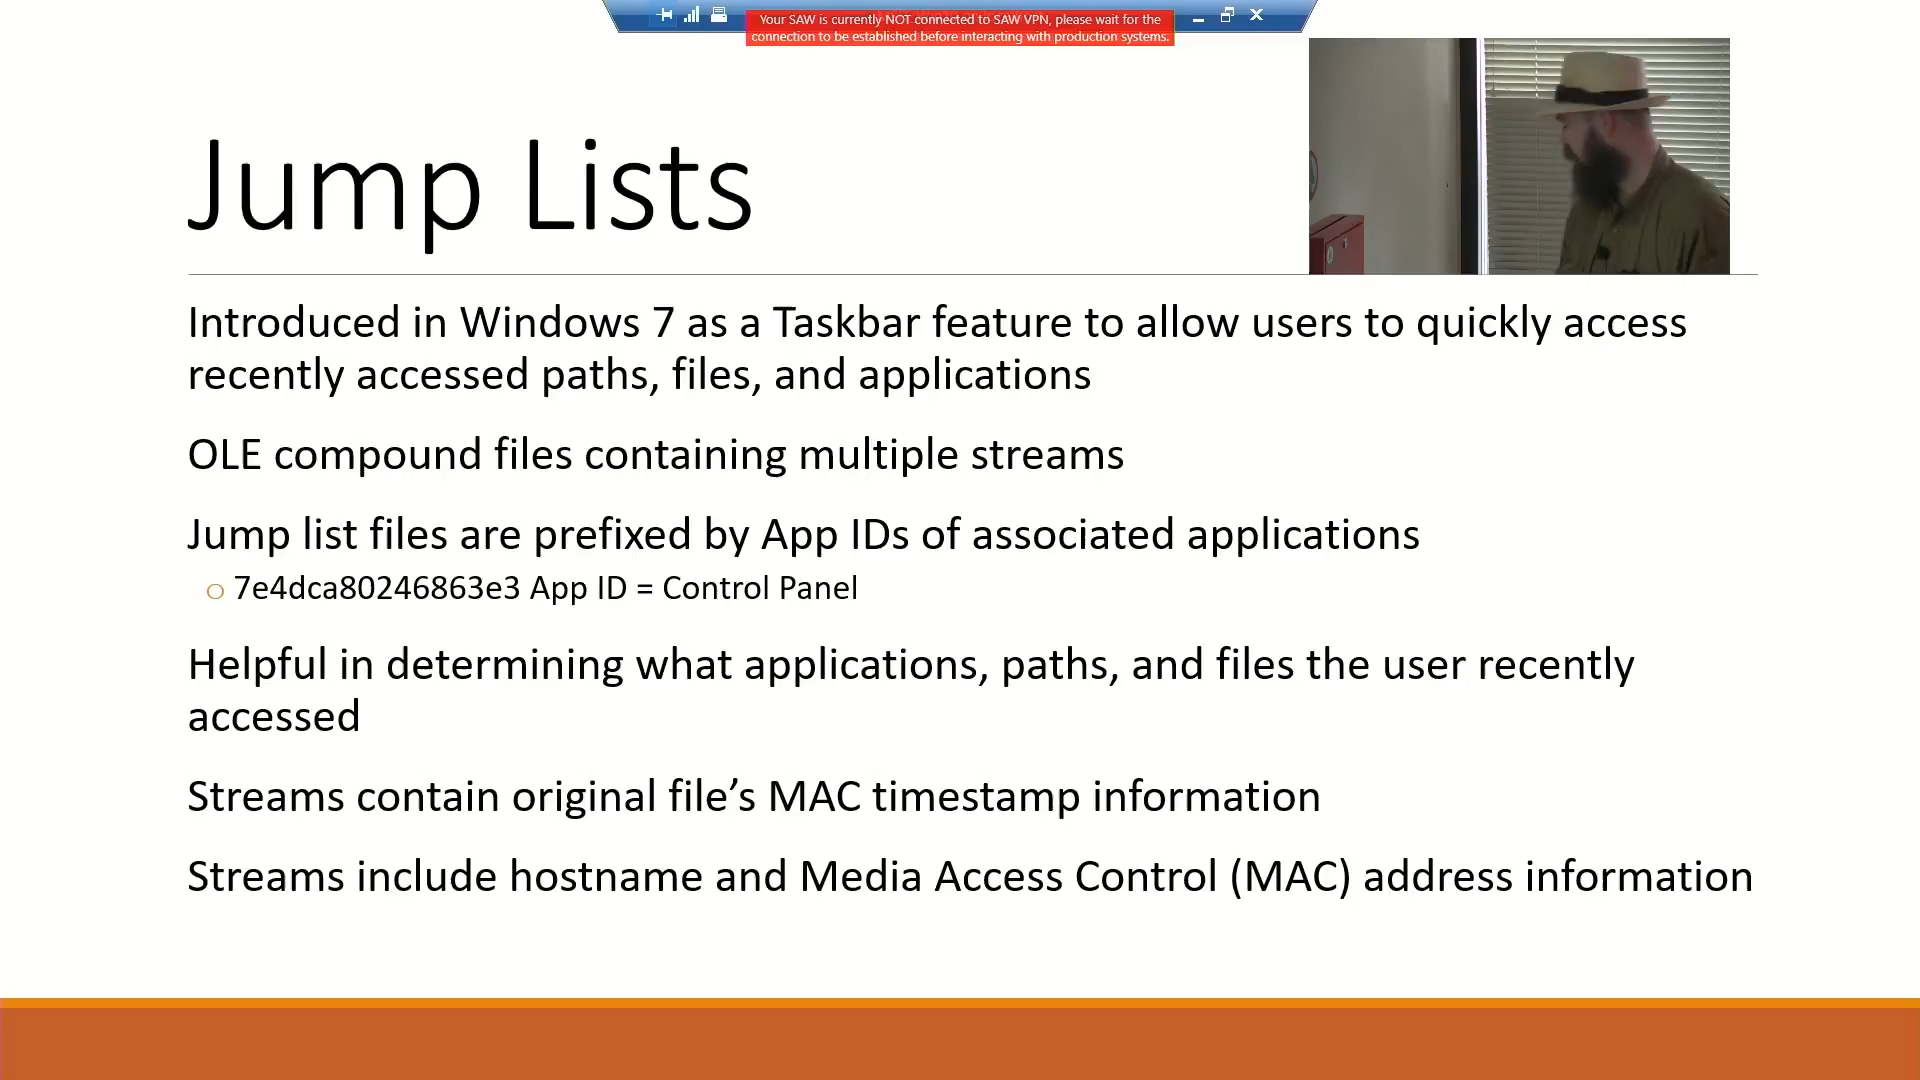 Your SAW is currently NOT connected to SAW VPN, please wait for the
connection to be established before interacting with production systems.
Jump Lists
Introduced in Windows 7 as a Taskbar feature to allow users to quickly access
recently accessed paths, files, and applications
OLE compound files containing multiple streams
Jump list files are prefixed by App IDs of associated applications
o 7e4dca80246863e3 App ID = Control Panel
Helpful in determining what applications, paths, and files the user recently
accessed
Streams contain original file’s MAC timestamp information
Streams include hostname and Media Access Control (MAC) address information